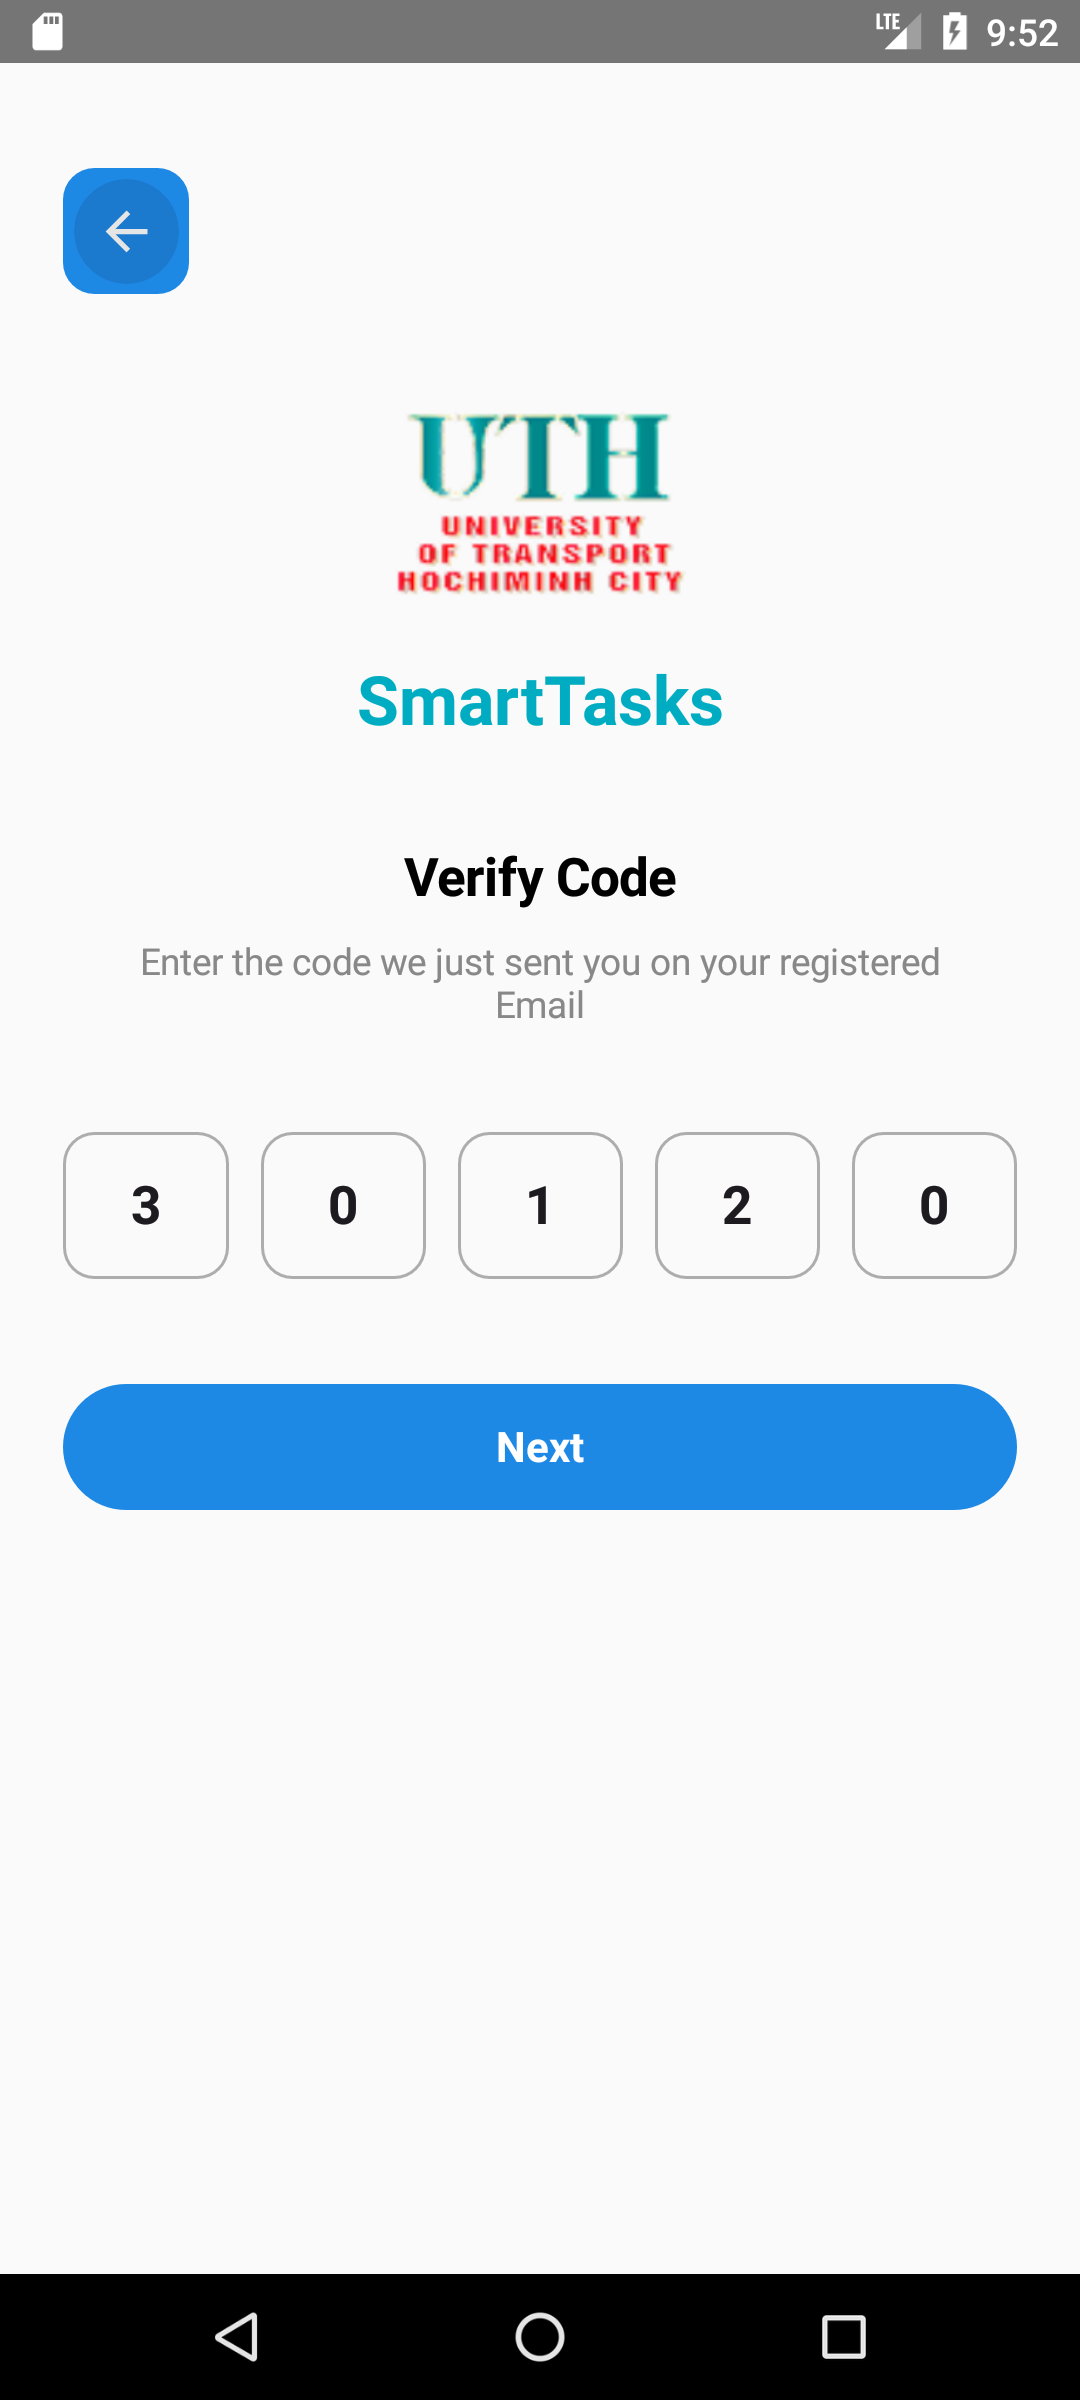 LTE 9:52
UTH
UNIVERSITY
OF TRANSPORT
HOCHIMINH CITY
SmartTasks
Verify Code
Enter the code we just sent you on your registered
Email
3 0 1 2 0
Next